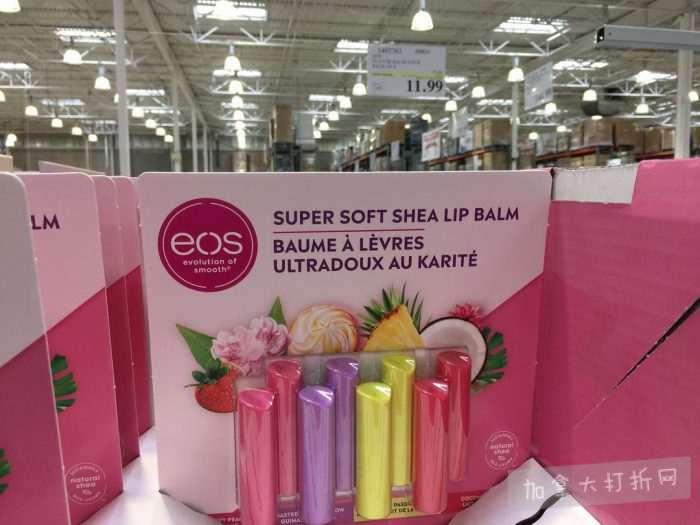 11.99
LM
eos
evolution of
smooth®
SUPER SOFT SHEA LIP BALM
BAUME À LÈVRES
ULTRADOUX AU KARITÉ
natural
shea
natural
shea
加拿大打折网